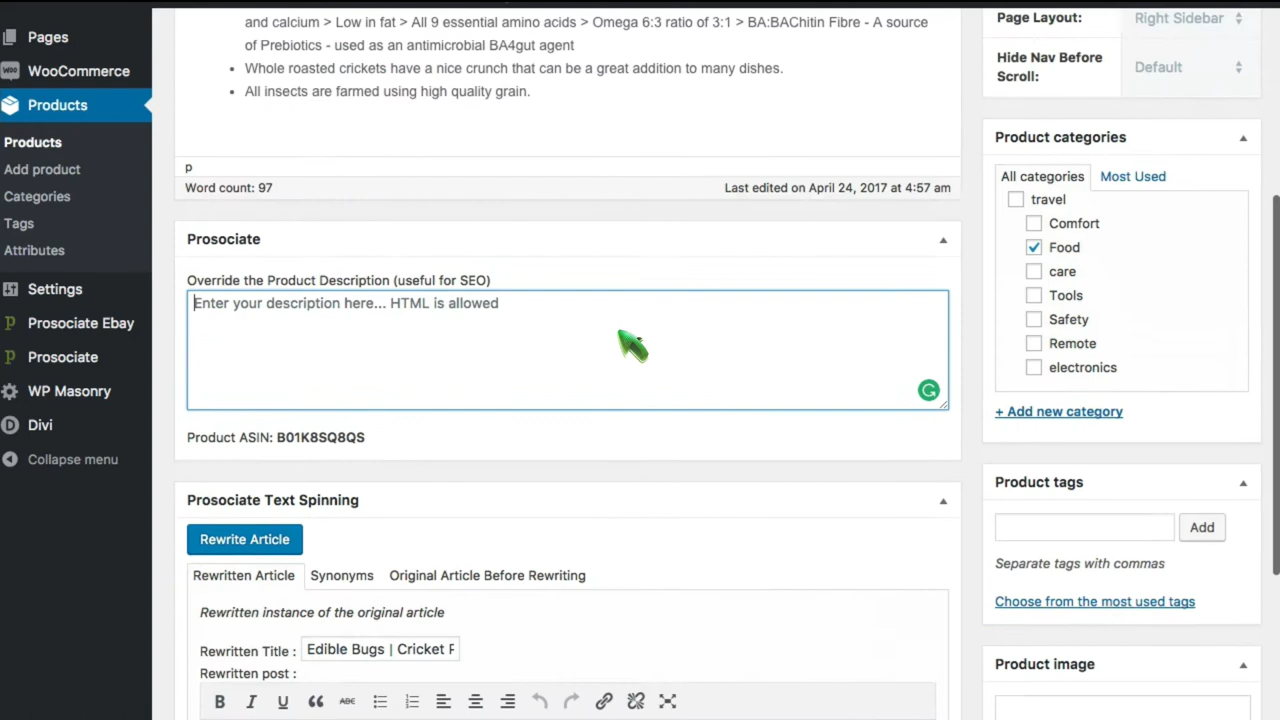 Pages
WooCommerce
Products
Products
Add product
Categories
Tags
Attributes
Settings
Prosociate Ebay
Prosociate
WP Masonry
Divi
Collapse menu
and calcium > Low in fat > All 9 essential amino acids > Omega 6:3 ratio of 3:1 > BA:BAChitin Fibre - A source
of Prebiotics - used as an antimicrobial BA4gut agent
Whole roasted crickets have a nice crunch that can be a great addition to many dishes.
All insects are farmed using high quality grain.
p
Word count: 97
Last edited on April 24, 2017 at 4:57 am
Prosociate
Override the Product Description (useful for SEO)
Enter your description here... HTML is allowed
Product ASIN: B01K8SQ8QS
Prosociate Text Spinning
Rewrite Article
Rewritten Article Synonyms Original Article Before Rewriting
Rewritten instance of the original article
Rewritten Title : Edible Bugs | Cricket F
Rewritten post :
B I U ABC
Page Layout: Right Sidebar
Hide Nav Before
Scroll:
Default
Product categories
All categories Most Used
travel
Comfort
Food
care
Tools
Safety
Remote
electronics
+ Add new category
Product tags
Add
Separate tags with commas
Choose from the most used tags
Product image